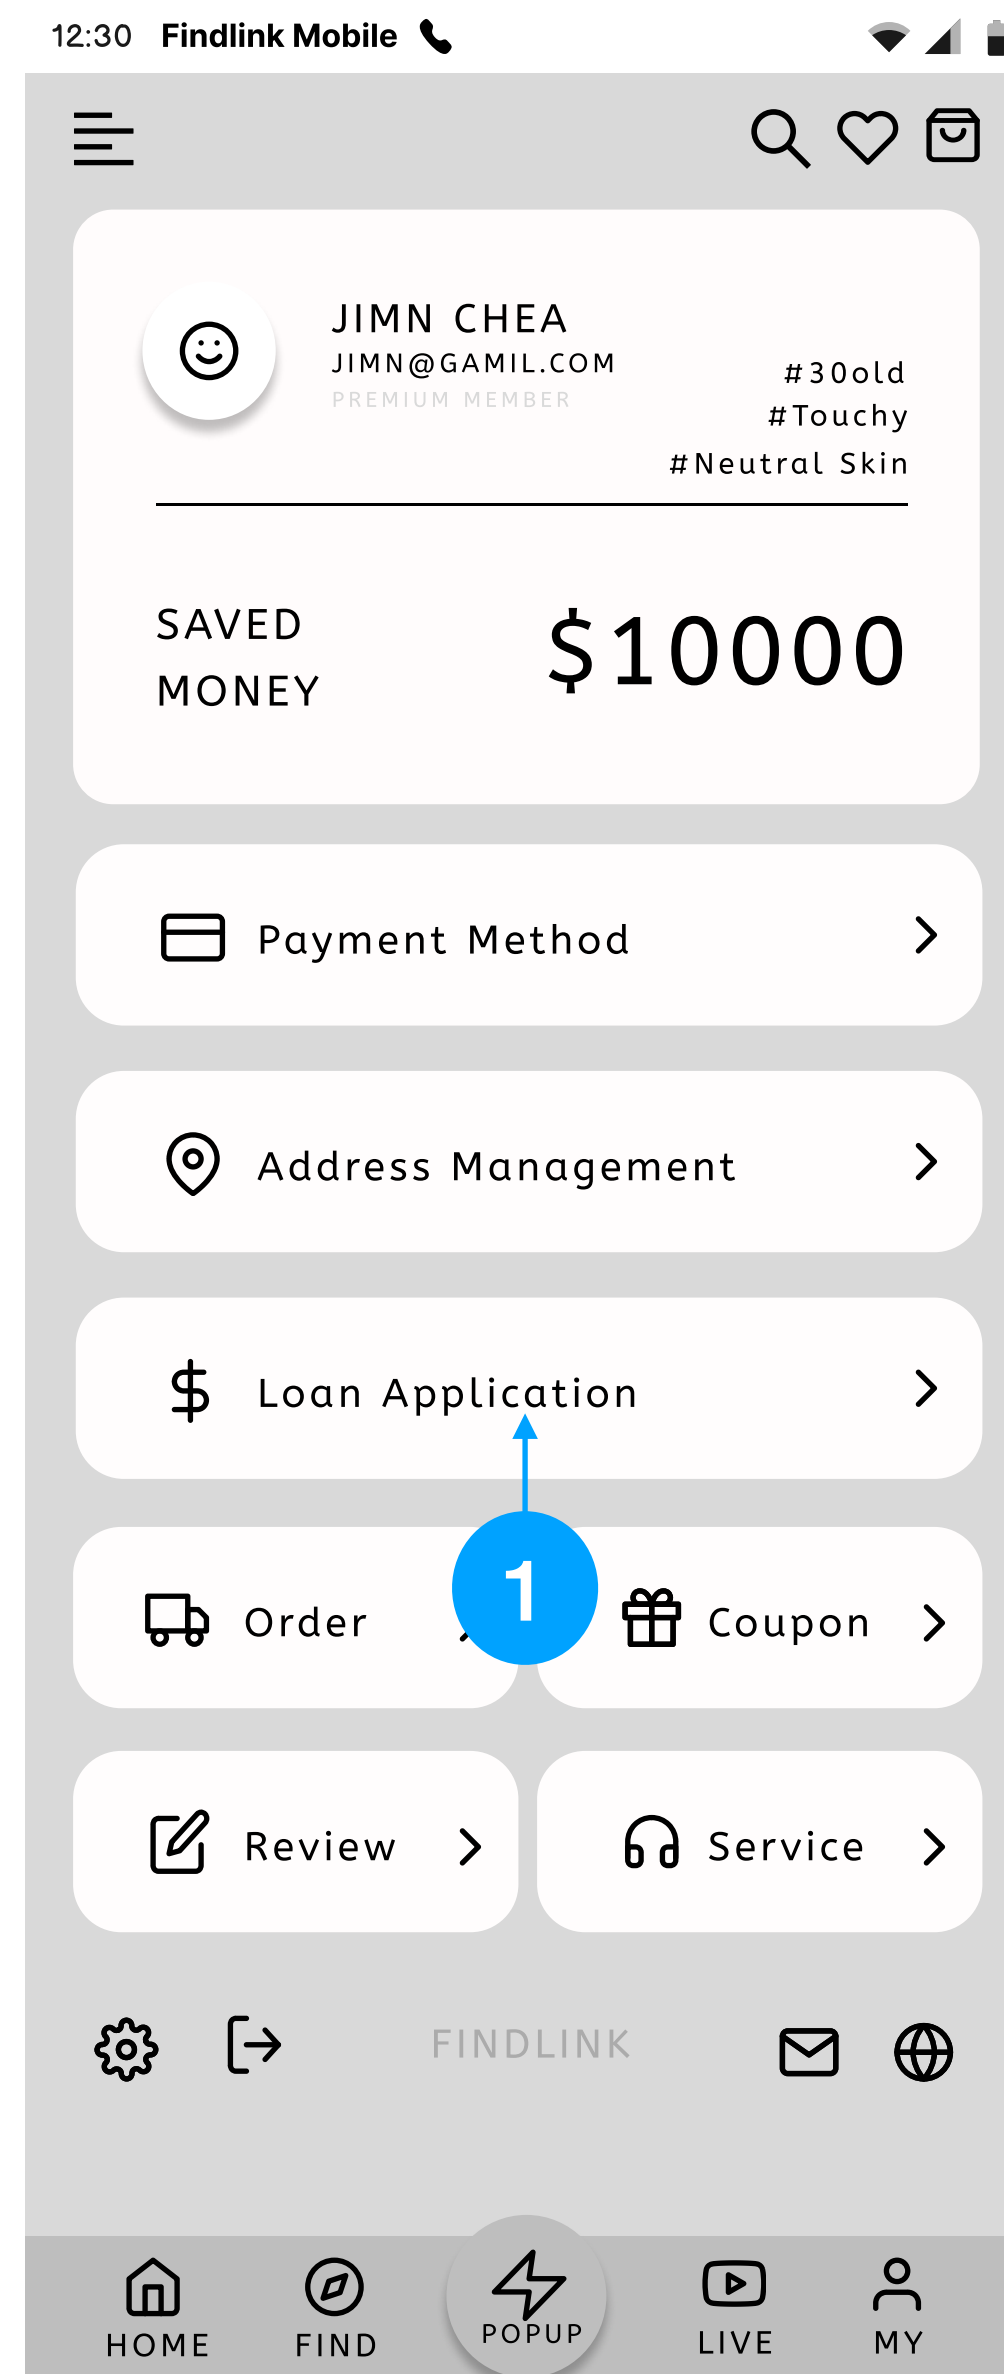 12:30 Findlink Mobile
JIMN CHEA
JIMN@GAMIL.COM
PREMIUM MEMBER
#30old
#Touchy
#Neutral Skin
SAVED
MONEY
$10000
Payment Method
Address Management
Loan Application
1
Order
Coupon
Review
Service
FINDLINK
HOME
FIND
POPUP
LIVE
MY